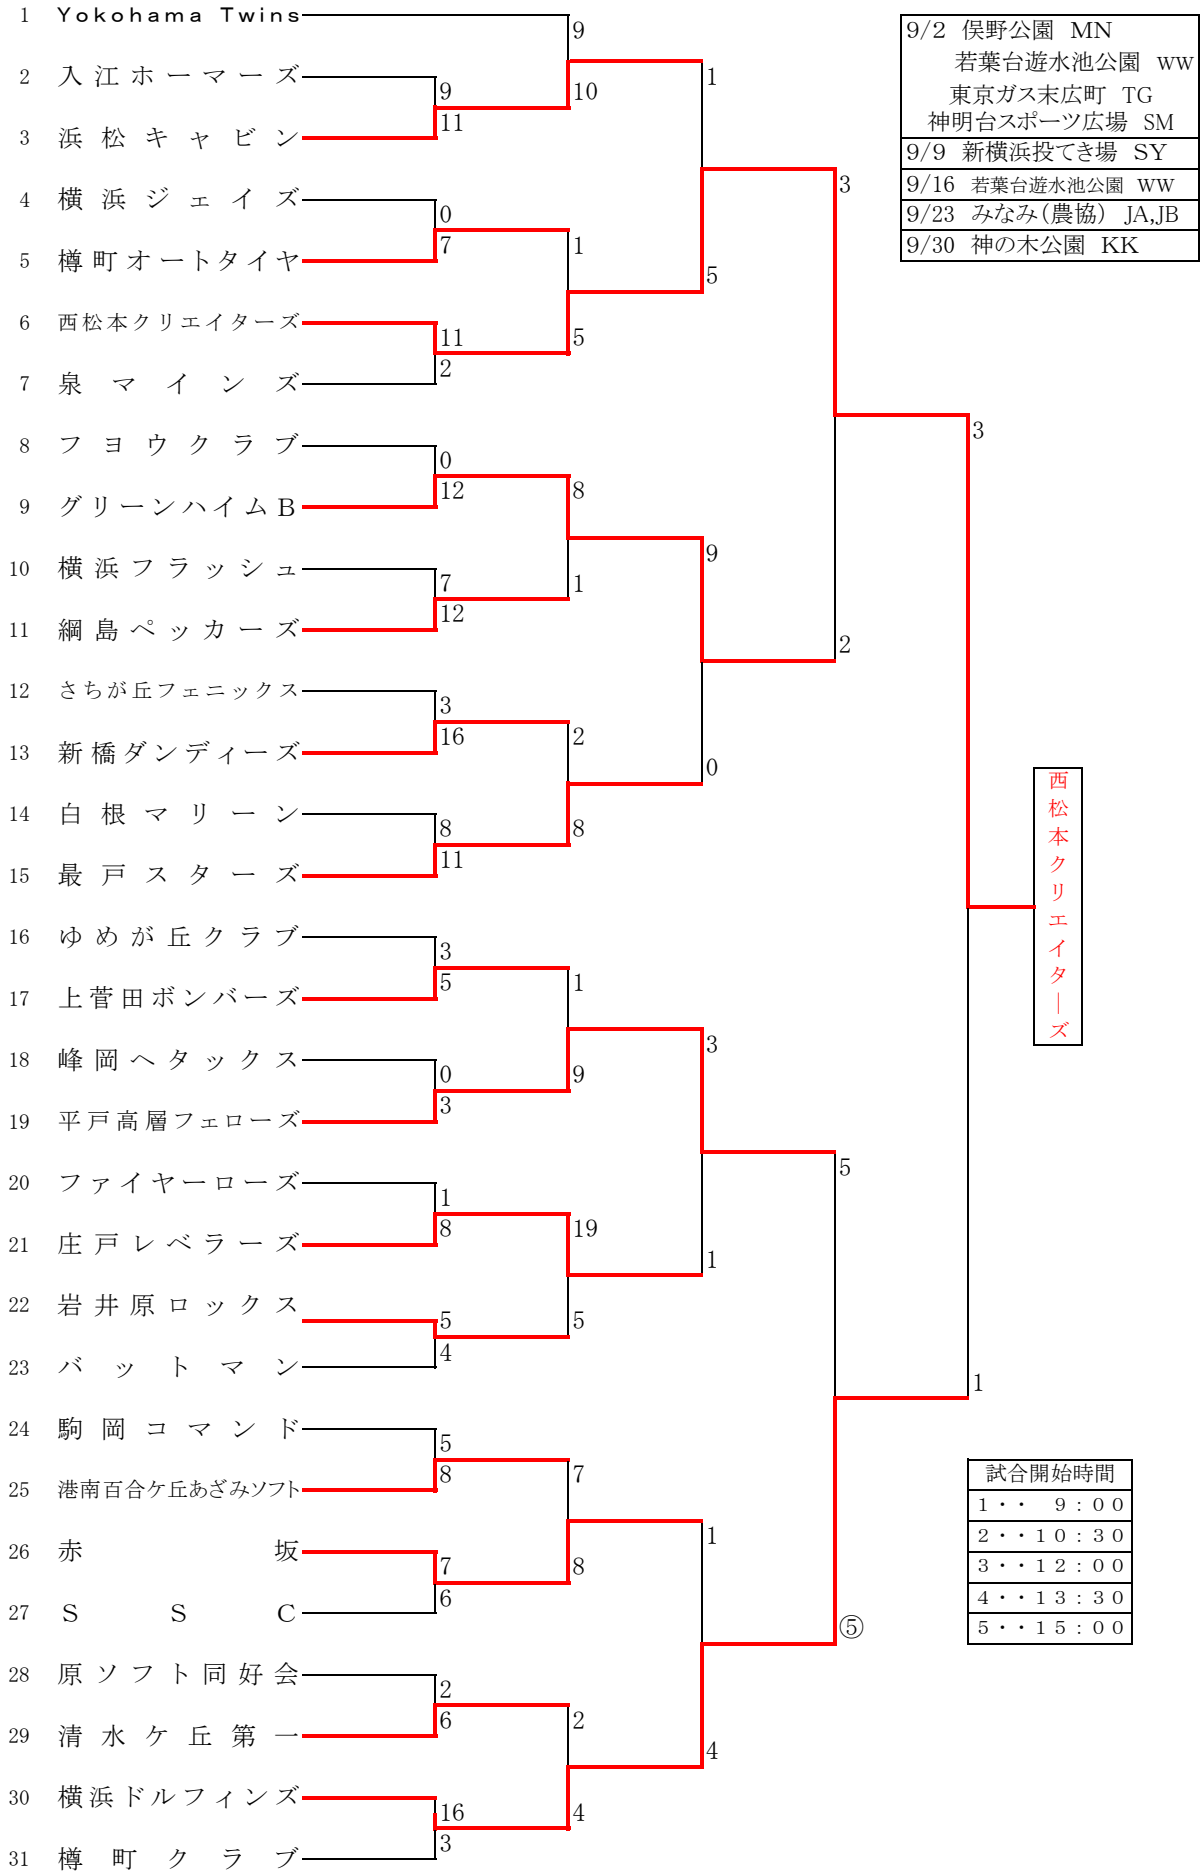 1 Yokohama Twins
9
2 入江ホーマーズ
9
10
3 浜松キャビン
11
1
4 横浜ジェイズ
0
5 樽町オートタイヤ
7
1
6 西松本クリエイターズ
11
5
7 泉マインズ
2
5
3
8 フヨウクラブ
0
9 グリーンハイムB
12
8
10 横浜フラッシュ
7
1
11 綱島ペッカーズ
12
9
12 さちが丘フェニックス
3
13 新橋ダンディーズ
16
2
14 白根マリーン
8
8
15 最戸スターズ
11
0
2
3
16 ゆめが丘クラブ
3
17 上菅田ボンバーズ
5
1
18 峰岡ヘタックス
0
9
19 平戸高層フェローズ
3
3
20 ファイヤーローズ
1
21 庄戸レベラーズ
8
19
22 岩井原ロックス
5
5
23 バットマン
4
1
5
24 駒岡コマンド
5
25 港南百合ケ丘あざみソフト
8
7
26 赤坂
7
8
27 SSC
6
1
28 原ソフト同好会
2
29 清水ケ丘第一
6
2
30 横浜ドルフィンズ
16
4
31 樽町クラブ
3
4
⑤
1
西松本クリエイターズ
9/2 俣野公園 MN
若葉台遊水池公園 WW
東京ガス末広町 TG
神明台スポーツ広場 SM
9/9 新横浜投てき場 SY
9/16 若葉台遊水池公園 WW
9/23 みなみ(農協) JA,JB
9/30 神の木公園 KK
試合開始時間
1・・ 9:00
2・・10:30
3・・12:00
4・・13:30
5・・15:00